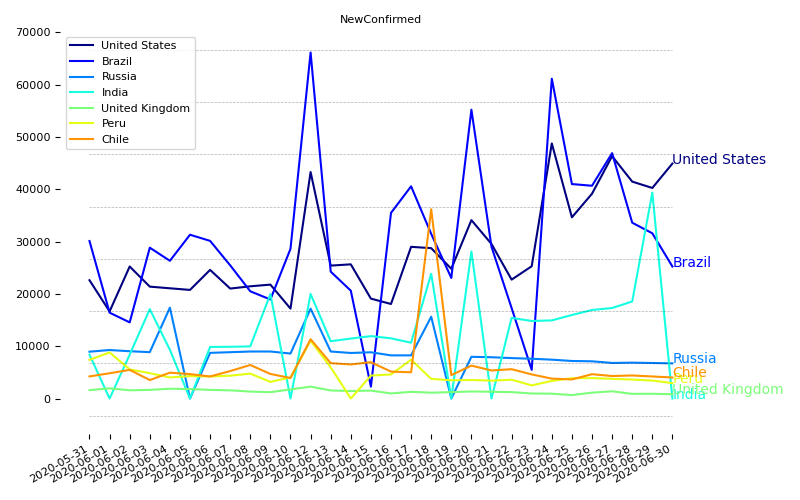 NewConfirmed
70000
60000
50000
40000
30000
20000
10000
0
United States
Brazil
Russia
India
United Kingdom
Peru
Chile
United States
Brazil
Russia
Chile
Peru
United Kingdom
India
2020-05-31
2020-06-01
2020-06-02
2020-06-03
2020-06-04
2020-06-05
2020-06-06
2020-06-07
2020-06-08
2020-06-09
2020-06-10
2020-06-12
2020-06-13
2020-06-14
2020-06-15
2020-06-16
2020-06-17
2020-06-18
2020-06-19
2020-06-20
2020-06-21
2020-06-22
2020-06-23
2020-06-24
2020-06-25
2020-06-26
2020-06-27
2020-06-28
2020-06-29
2020-06-30